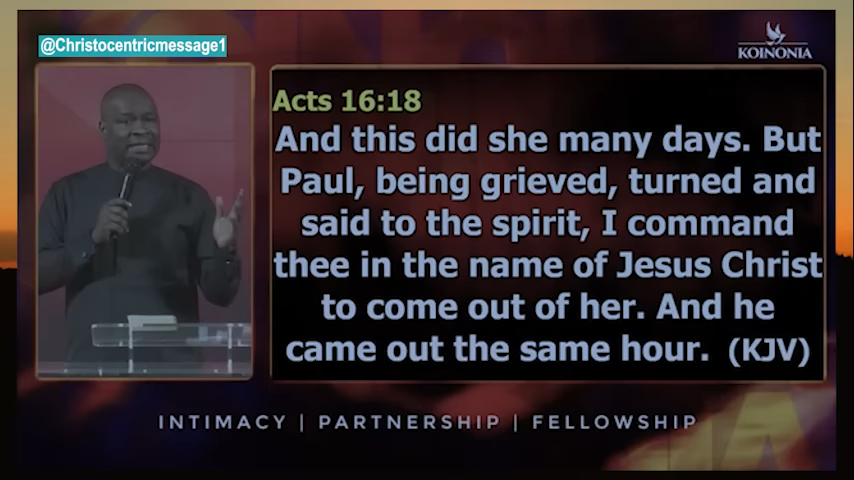 @Christocentricmessage1
KOINONIA
Acts 16:18
And this did she many days. But
Paul, being grieved, turned and
said to the spirit, I command
thee in the name of Jesus Christ
to come out of her. And he
came out the same hour. (KJV)
INTIMACY | PARTNERSHIP | FELLOWSHIP